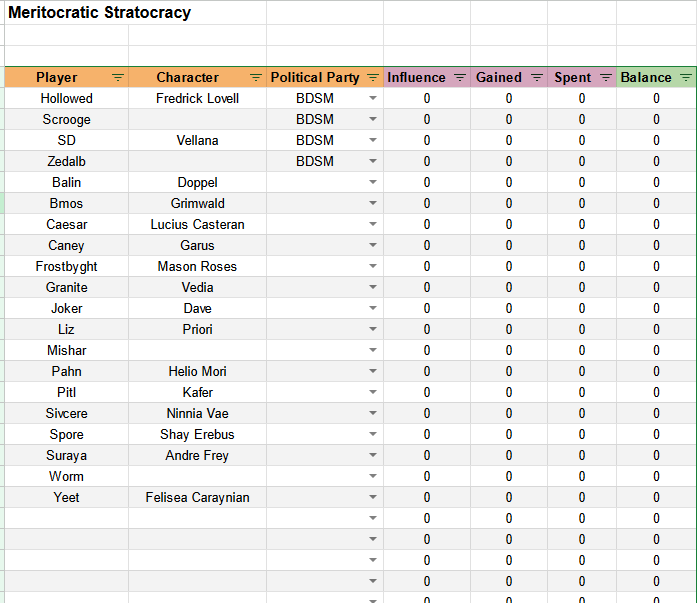 Meritocratic Stratocracy
Player Character Political Party Influence Gained Spent Balance
Hollowed Fredrick Lovell BDSM 0 0 0 0
Scrooge BDSM 0 0 0 0
SD Vellana BDSM 0 0 0 0
Zedalb BDSM 0 0 0 0
Balin Doppel 0 0 0 0
Bmos Grimwald 0 0 0 0
Caesar Lucius Casteran 0 0 0 0
Caney Garus 0 0 0 0
Frostbyght Mason Roses 0 0 0 0
Granite Vedia 0 0 0 0
Joker Dave 0 0 0 0
Liz Priori 0 0 0 0
Mishar 0 0 0 0
Pahn Helio Mori 0 0 0 0
Pitl Kafer 0 0 0 0
Sivcere Ninnia Vae 0 0 0 0
Spore Shay Erebus 0 0 0 0
Suraya Andre Frey 0 0 0 0
Worm 0 0 0 0
Yeet Felisea Caraynian 0 0 0 0
0 0 0 0
0 0 0 0
0 0 0 0
0 0 0 0
0 0 0 0